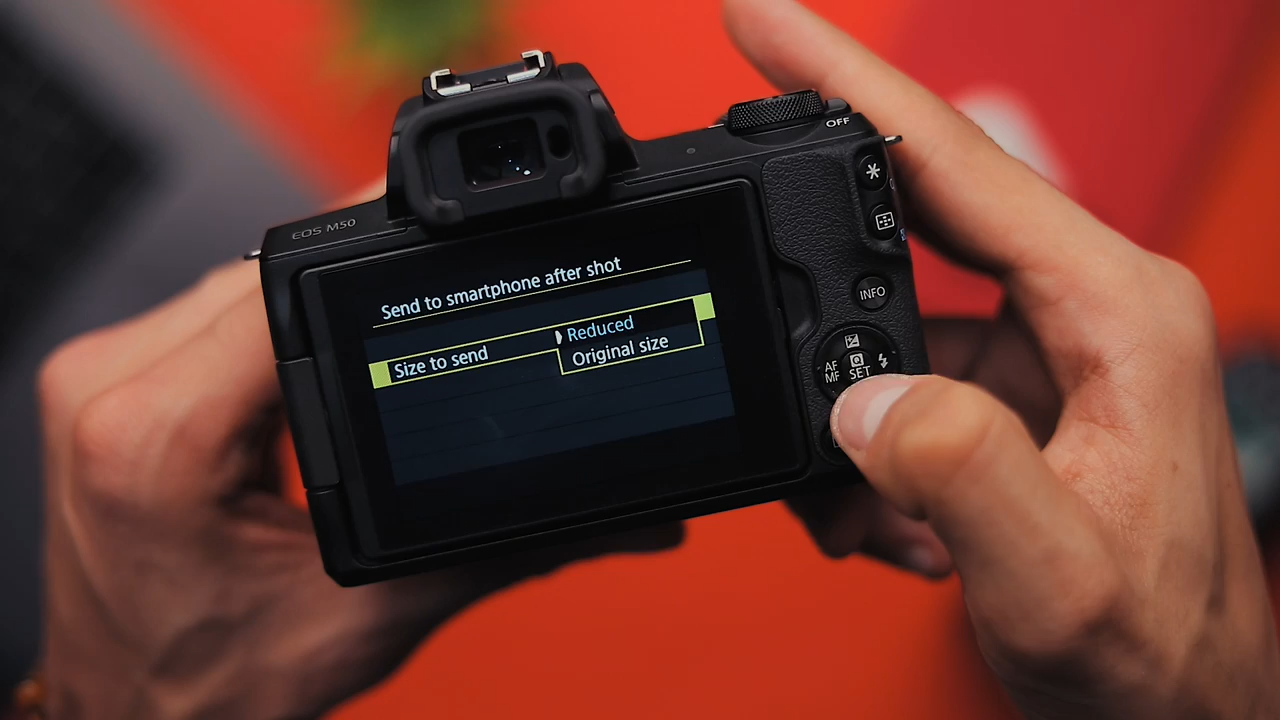 OFF
EOS M50
INFO
Send to smartphone after shot
Size to send
Reduced
Original size
AF
MF
Q
SET